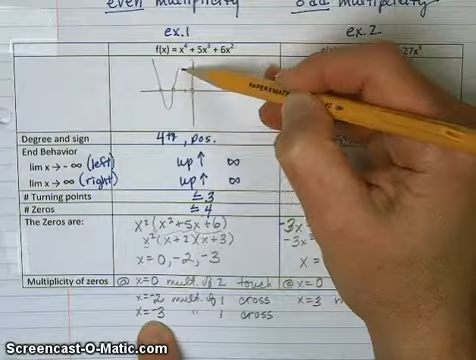 even multiplicity odd multiplicity
ex.1 ex.2
f(x) = x⁴ + 5x³ + 6x² 27x³
Degree and sign 4th, pos.
End Behavior
lim x → - ∞ (left) up ↑ ∞
lim x → ∞ (right) up ↑ ∞
# Turning points ≤ 3
# Zeros ≤ 4
The Zeros are: x²(x²+5x+6) -3x
x²(x+2)(x+3) -3x
x=0, -2, -3 x =
Multiplicity of zeros @ x=0 mult. of 2 touch @ x=0
x=-2 mult. of 1 cross x=3
x=-3 " 1 cross
PAPERMATE
Screencast-O-Matic.com